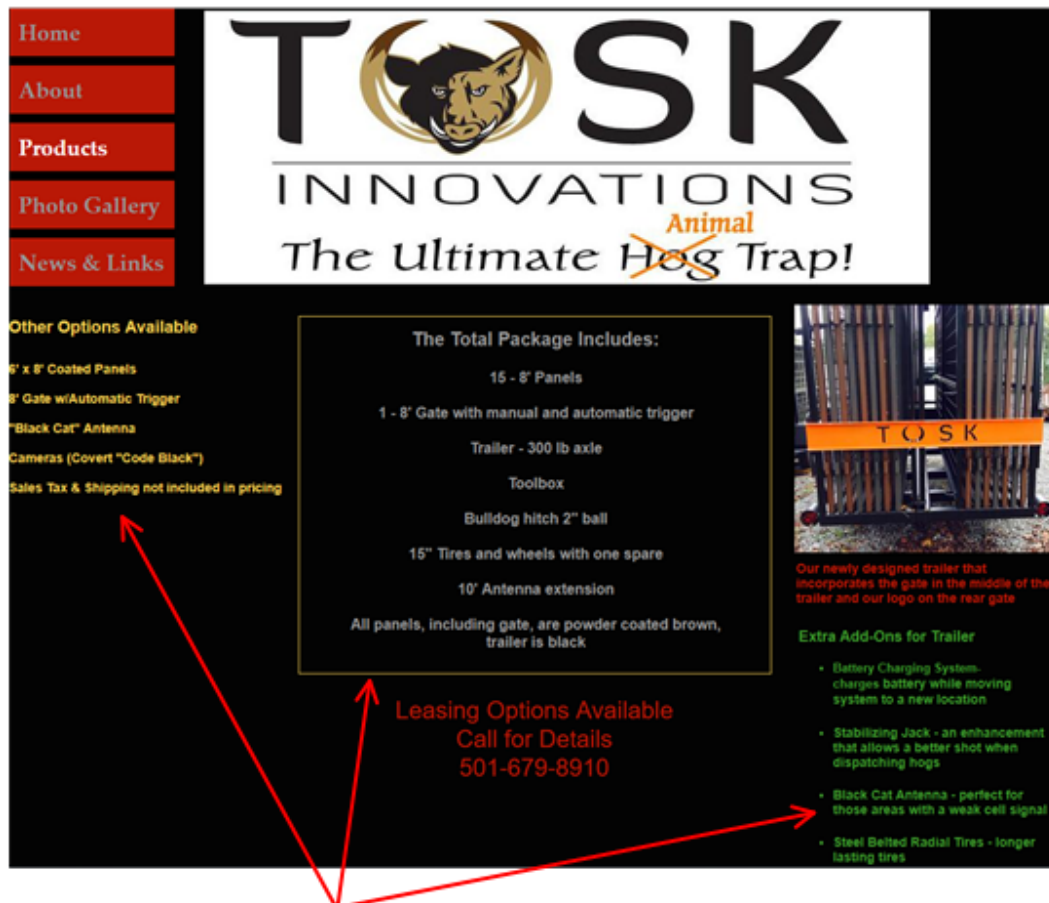 Home
About
Products
Photo Gallery
News & Links
TUSK
INNOVATIONS
Animal
The Ultimate Hog Trap!
Other Options Available
6' x 8' Coated Panels
8' Gate w/Automatic Trigger
"Black Cat" Antenna
Cameras (Covert "Code Black")
Sales Tax & Shipping not included in pricing
The Total Package Includes:
15 - 8' Panels
1 - 8' Gate with manual and automatic trigger
Trailer - 300 lb axle
Toolbox
Bulldog hitch 2" ball
15" Tires and wheels with one spare
10' Antenna extension
All panels, including gate, are powder coated brown,
trailer is black
Leasing Options Available
Call for Details
501-679-8910
TUSK
Our newly designed trailer that
incorporates the gate in the middle of the
trailer and our logo on the rear gate
Extra Add-Ons for Trailer
Battery Charging System-
charges battery while moving
system to a new location
Stabilizing Jack - an enhancement
that allows a better shot when
dispatching hogs
Black Cat Antenna - perfect for
those areas with a weak cell signal
Steel Belted Radial Tires - longer
lasting tires